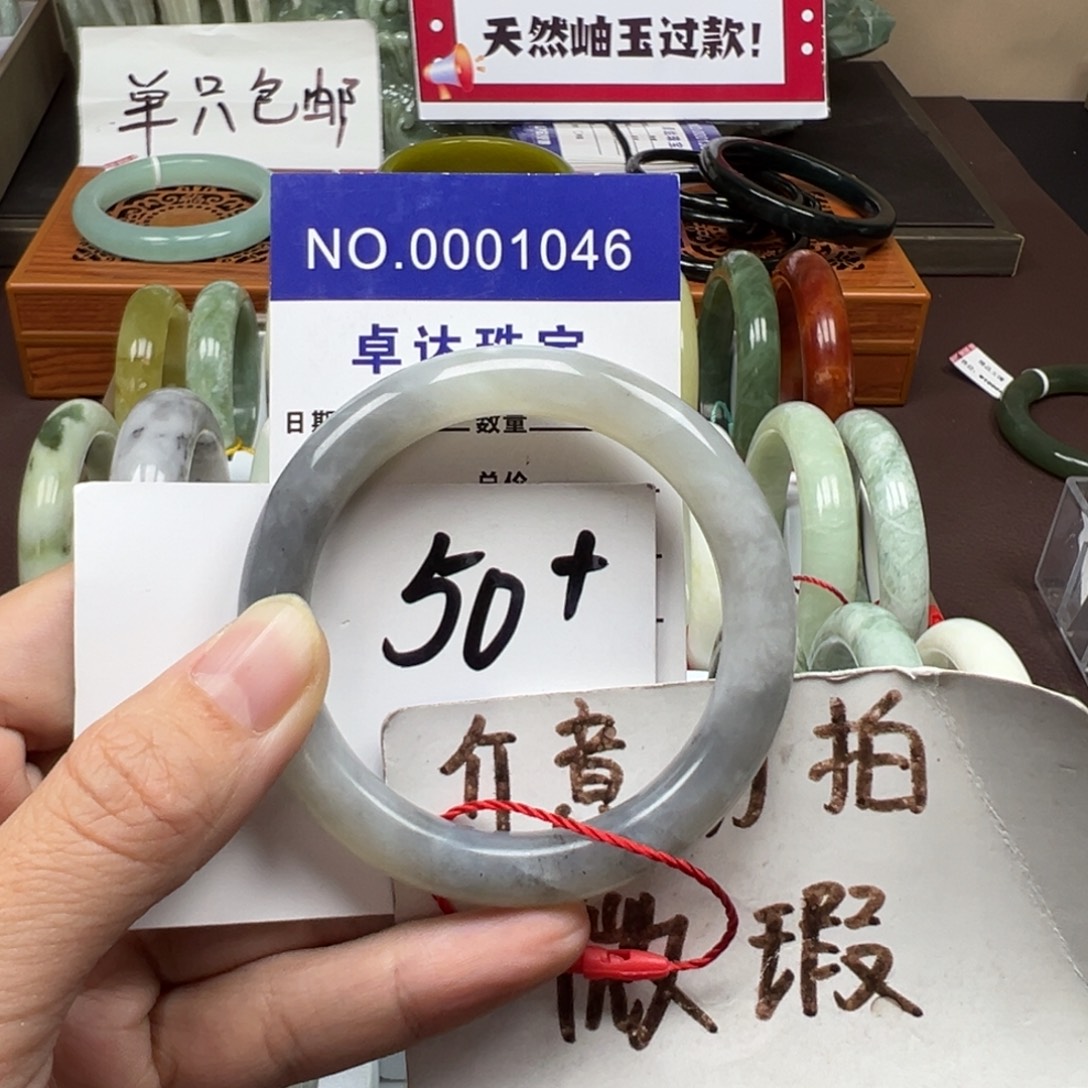 天然岫玉过款!
单只包邮
NO.0001046
卓达珠宝
日期
数量
总价
50+
介意勿拍
微瑕